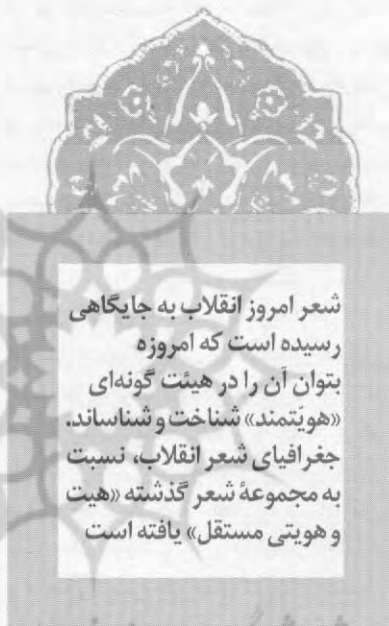 شعر امروز انقلاب به جایگاهی
رسیده است که امروزه
بتوان آن را در هیئت گونه‌ای
«هویّتمند» شناخت و شناساند.
جغرافیای شعر انقلاب، نسبت
به مجموعهٔ شعر گذشته «هیت
و هویتی مستقل» یافته است